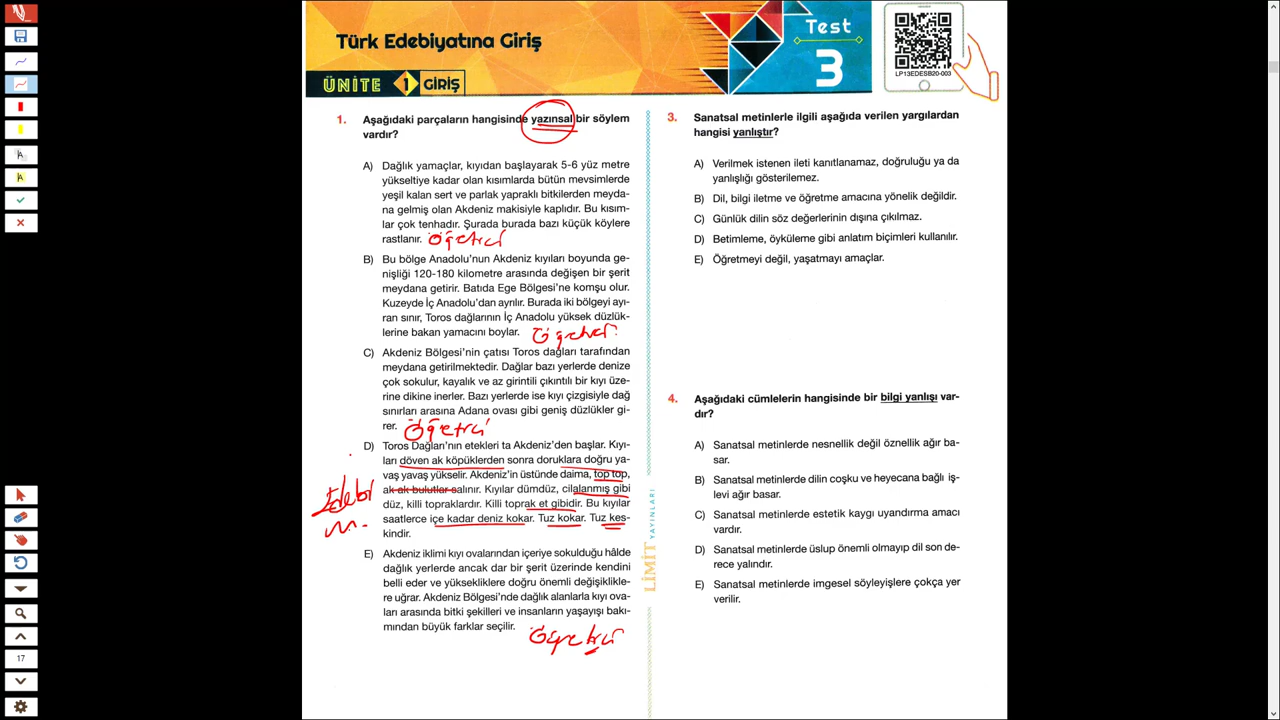 Türk Edebiyatına Giriş
ÜNİTE 1 GİRİŞ
Test
3
LP13EDESB20-003
1. Aşağıdaki parçaların hangisinde yazınsal bir söylem
vardır?
A) Dağlık yamaçlar, kıyıdan başlayarak 5-6 yüz metre
yükseltiye kadar olan kısımlarda bütün mevsimlerde
yeşil kalan sert ve parlak yapraklı bitkilerden meyda-
na gelmiş olan Akdeniz makisiyle kaplıdır. Bu kısım-
lar çok tenhadır. Şurada burada bazı küçük köylere
rastlanır. Öğretici
B) Bu bölge Anadolu'nun Akdeniz kıyıları boyunda ge-
nişliği 120-180 kilometre arasında değişen bir şerit
meydana getirir. Batıda Ege Bölgesi'ne komşu olur.
Kuzeyde İç Anadolu'dan ayrılır. Burada iki bölgeyi ayı-
ran sınır, Toros dağlarının İç Anadolu yüksek düzlük-
lerine bakan yamacını boylar.
C) Akdeniz Bölgesi'nin çatısı Toros dağları tarafından
meydana getirilmektedir. Dağlar bazı yerlerde denize
çok sokulur, kayalık ve az girintili çıkıntılı bir kıyı üze-
rine dikine inerler. Bazı yerlerde ise kıyı çizgisiyle dağ
sınırları arasına Adana ovası gibi geniş düzlükler gi-
rer. Öğretici
D) Toros Dağları'nın etekleri ta Akdeniz'den başlar. Kıyı-
ları döven ak köpüklerden sonra doruklara doğru ya-
vaş yavaş yükselir. Akdeniz'in üstünde daima, top top,
ak ak bulutlar salınır. Kıyılar dümdüz, cilalanmış gibi
düz, killi topraklardır. Killi toprak et gibidir. Bu kıyılar
saatlerce içe kadar deniz kokar. Tuz kokar. Tuz kes-
kindir.
Edebi
m.
E) Akdeniz iklimi kıyı ovalarından içeriye sokulduğu hâlde
dağlık yerlerde ancak dar bir şerit üzerinde kendini
belli eder ve yüksekliklere doğru önemli değişiklikle-
re uğrar. Akdeniz Bölgesi'nde dağlık alanlarla kıyı ova-
ları arasında bitki şekilleri ve insanların yaşayışı bakı-
mından büyük farklar seçilir. Öğretici
LİMİT YAYINLARI
3. Sanatsal metinlerle ilgili aşağıda verilen yargılardan
hangisi yanlıştır?
A) Verilmek istenen ileti kanıtlanamaz, doğruluğu ya da
yanlışlığı gösterilemez.
B) Dil, bilgi iletme ve öğretme amacına yönelik değildir.
C) Günlük dilin söz değerlerinin dışına çıkılmaz.
D) Betimleme, öyküleme gibi anlatım biçimleri kullanılır.
E) Öğretmeyi değil, yaşatmayı amaçlar.
4. Aşağıdaki cümlelerin hangisinde bir bilgi yanlışı var-
dır?
A) Sanatsal metinlerde nesnellik değil öznellik ağır ba-
sar.
B) Sanatsal metinlerde dilin coşku ve heyecana bağlı iş-
levi ağır basar.
C) Sanatsal metinlerde estetik kaygı uyandırma amacı
vardır.
D) Sanatsal metinlerde üslup önemli olmayıp dil son de-
rece yalındır.
E) Sanatsal metinlerde imgesel söyleyişlere çokça yer
verilir.
17